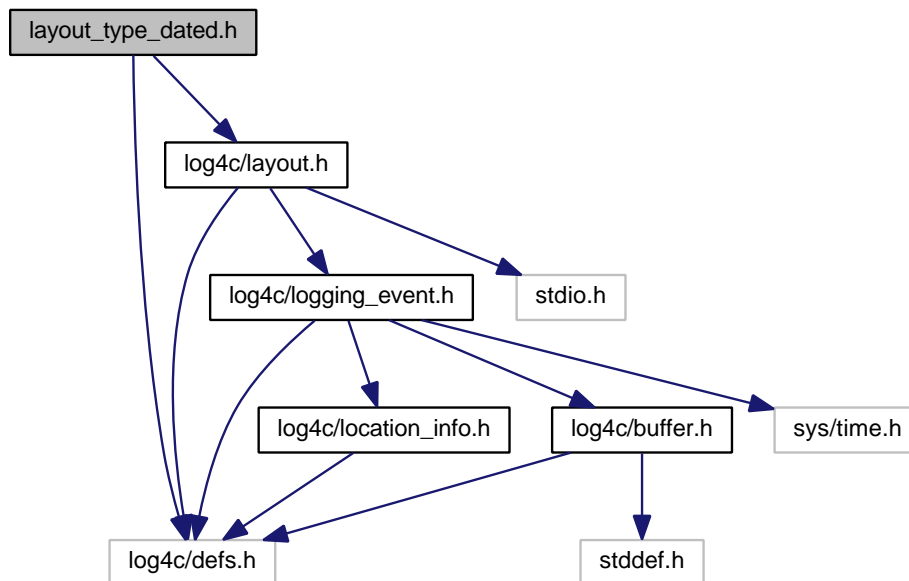 layout_type_dated.h
log4c/layout.h
log4c/logging_event.h
stdio.h
log4c/location_info.h
log4c/buffer.h
sys/time.h
log4c/defs.h
stddef.h